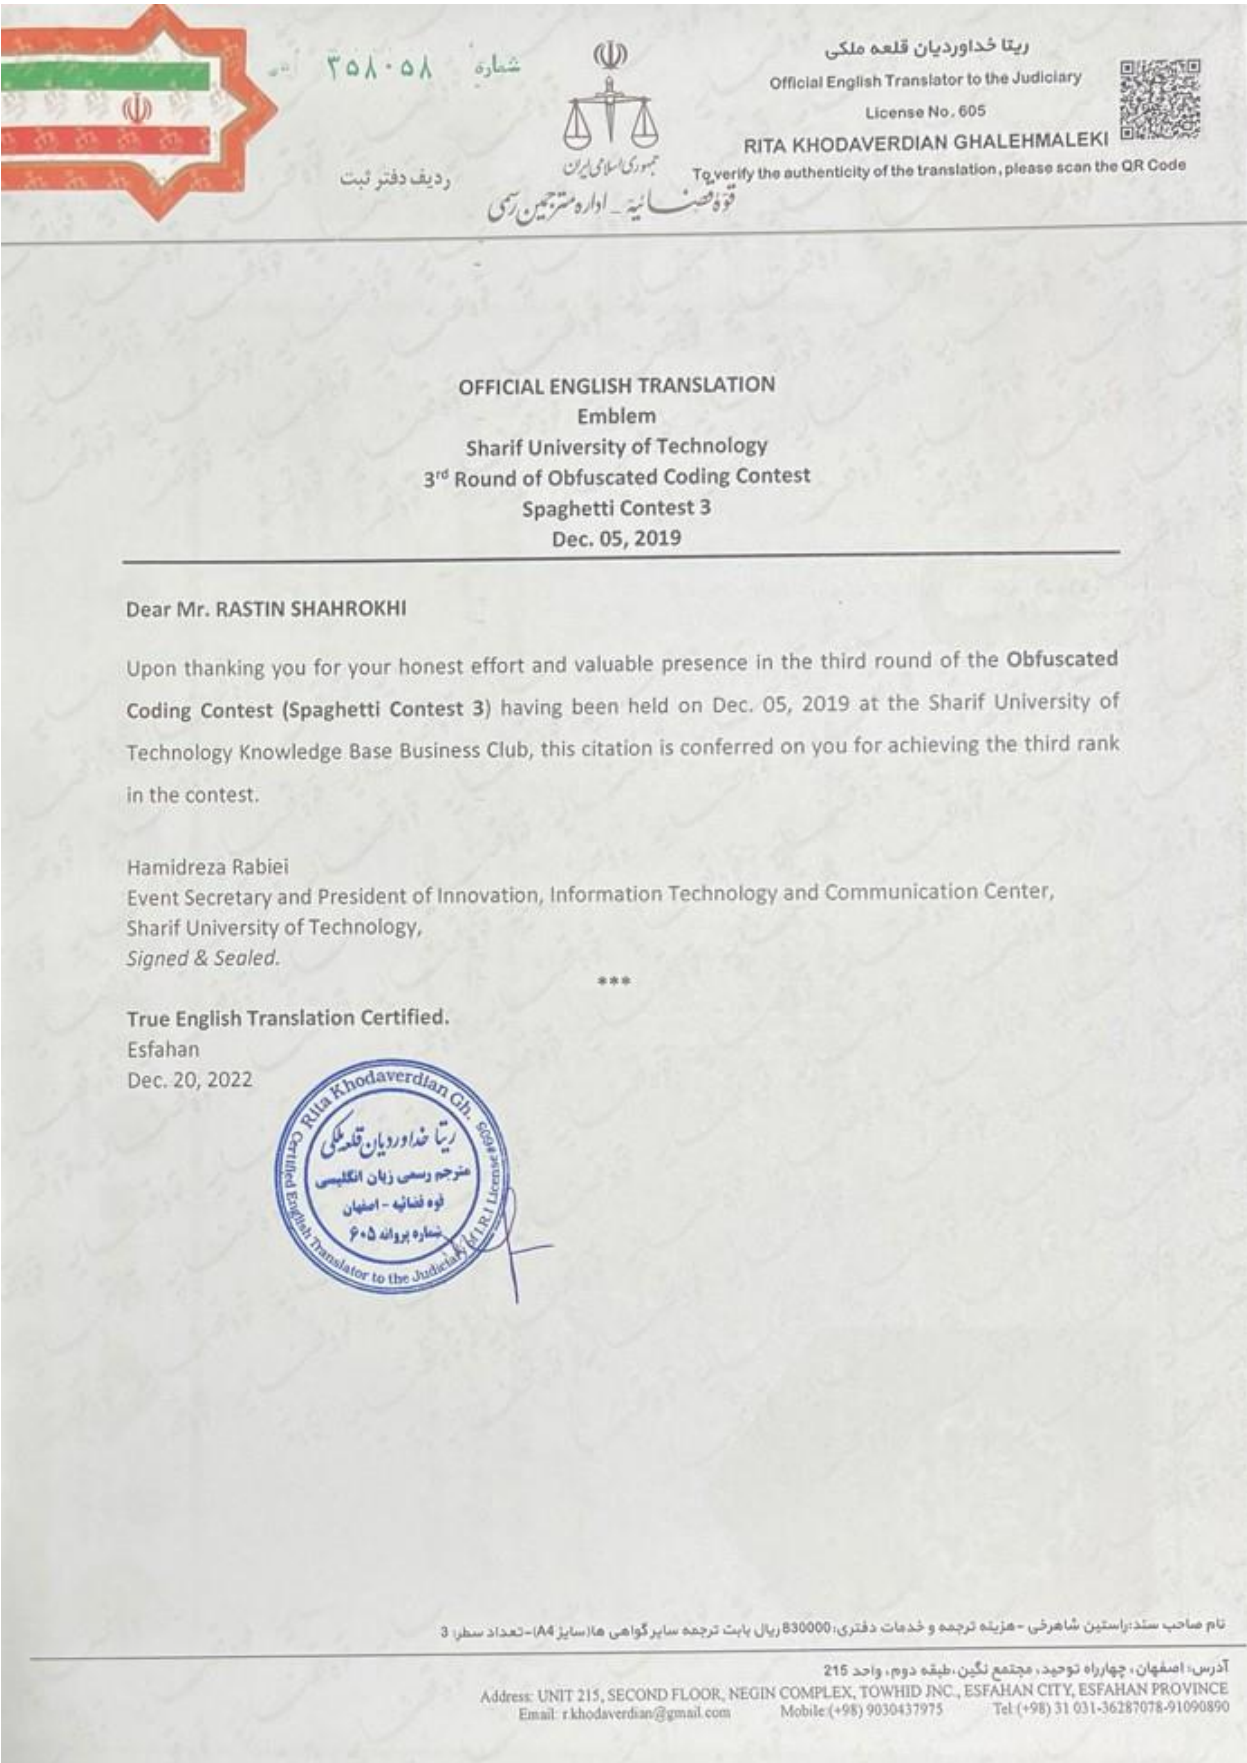 شماره ۳۵۸۰۵۸
ردیف دفتر ثبت
جمهوری اسلامی ایران
قوه قضائیه - اداره مترجمین رسمی
ریتا خداوردیان قلعه ملکی
Official English Translator to the Judiciary
License No. 605
RITA KHODAVERDIAN GHALEHMALEKI
To verify the authenticity of the translation, please scan the QR Code
OFFICIAL ENGLISH TRANSLATION
Emblem
Sharif University of Technology
3rd Round of Obfuscated Coding Contest
Spaghetti Contest 3
Dec. 05, 2019
Dear Mr. RASTIN SHAHROKHI
Upon thanking you for your honest effort and valuable presence in the third round of the Obfuscated
Coding Contest (Spaghetti Contest 3) having been held on Dec. 05, 2019 at the Sharif University of
Technology Knowledge Base Business Club, this citation is conferred on you for achieving the third rank
in the contest.
Hamidreza Rabiei
Event Secretary and President of Innovation, Information Technology and Communication Center,
Sharif University of Technology,
Signed & Sealed.
***
True English Translation Certified.
Esfahan
Dec. 20, 2022
Rita Khodaverdian Gh.
Certified English Translator to the Judiciary of I.R.I License#605
ریتا خداوردیان قلعه ملکی
مترجم رسمی زبان انگلیسی
قوه قضائیه - اصفهان
شماره پروانه ۶۰۵
نام صاحب سند:راستین شاهرخی -هزینه ترجمه و خدمات دفتری:830000 ریال بابت ترجمه سایر گواهی ها(سایز A4)-تعداد سطر: 3
آدرس: اصفهان، چهارراه توحید، مجتمع نگین،طبقه دوم، واحد 215
Address: UNIT 215, SECOND FLOOR, NEGIN COMPLEX, TOWHID JNC., ESFAHAN CITY, ESFAHAN PROVINCE
Email: r.khodaverdian@gmail.com Mobile:(+98) 9030437975 Tel:(+98) 31 031-36287078-91090890